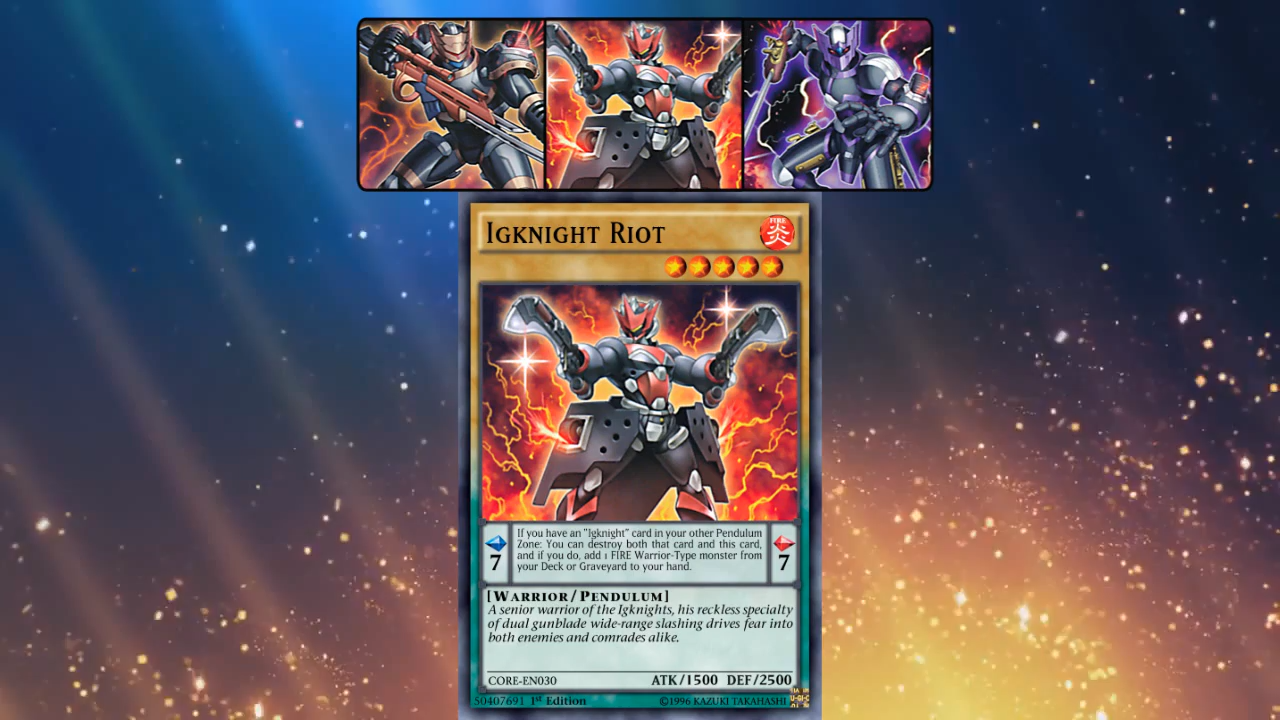 IGKNIGHT RIOT
FIRE
炎
If you have an "Igknight" card in your other Pendulum
Zone: You can destroy both that card and this card,
and if you do, add 1 FIRE Warrior-Type monster from
your Deck or Graveyard to your hand.
7
7
[WARRIOR/PENDULUM]
A senior warrior of the Igknights, his reckless specialty
of dual gunblade wide-range slashing drives fear into
both enemies and comrades alike.
CORE-EN030
ATK/1500 DEF/2500
50407691 1st Edition
©1996 KAZUKI TAKAHASHI